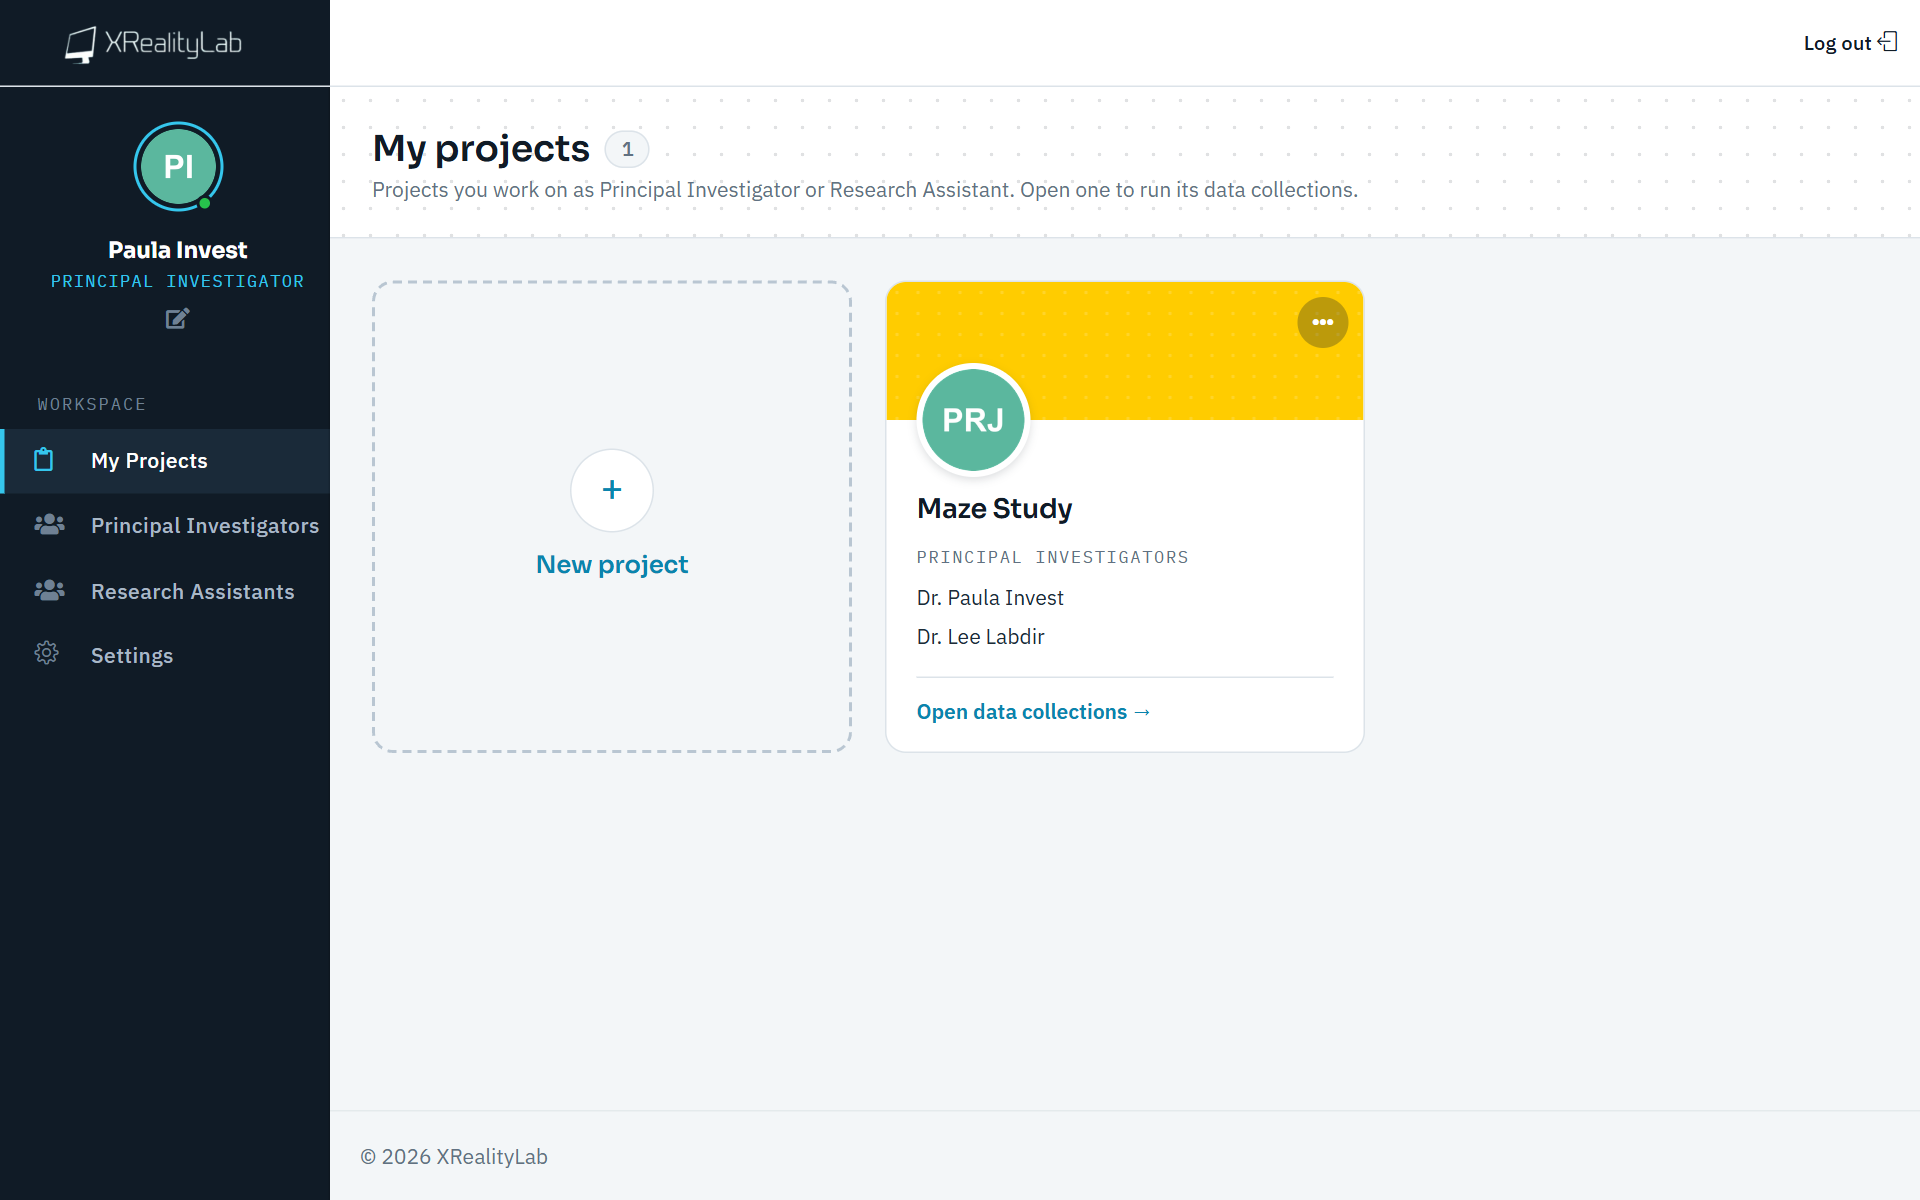 XRealityLab
Log out
PI
Paula Invest
PRINCIPAL INVESTIGATOR
WORKSPACE
My Projects
Principal Investigators
Research Assistants
Settings
My projects 1
Projects you work on as Principal Investigator or Research Assistant. Open one to run its data collections.
+
New project
PRJ
Maze Study
PRINCIPAL INVESTIGATORS
Dr. Paula Invest
Dr. Lee Labdir
Open data collections →
© 2026 XRealityLab